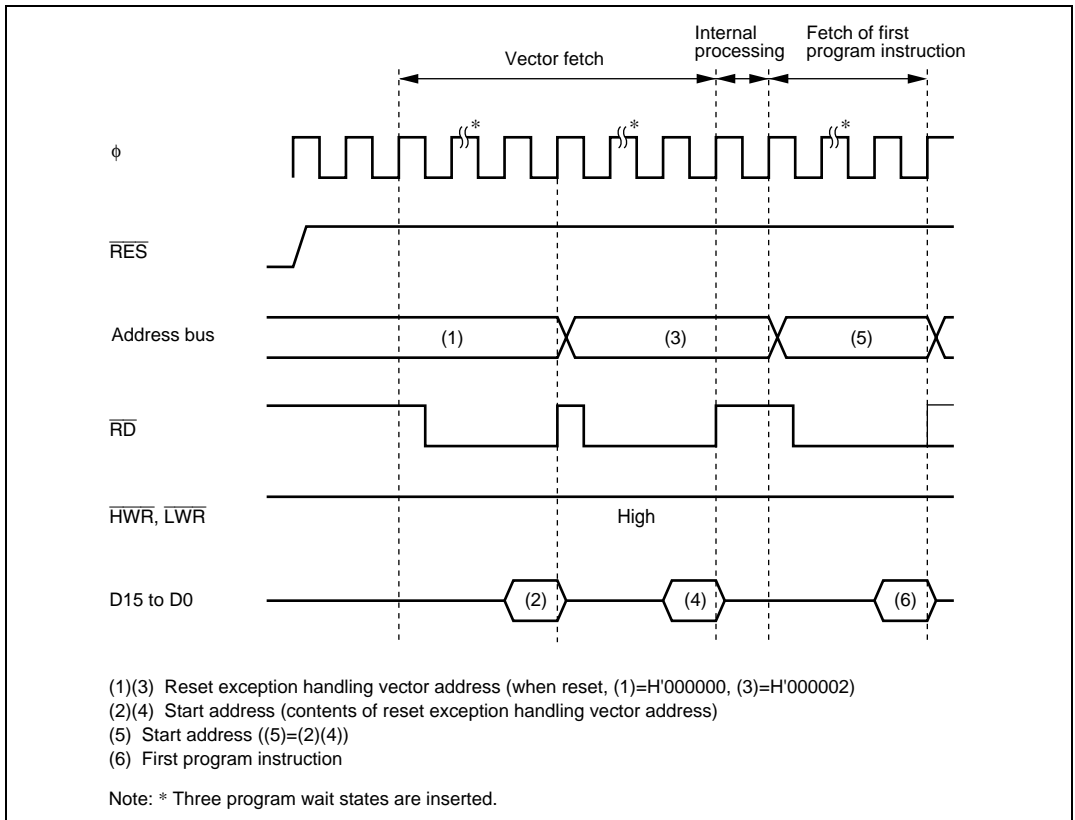 Vector fetch
Internal
processing
Fetch of first
program instruction
ϕ
*
*
*
RES
Address bus
(1)
(3)
(5)
RD
HWR, LWR
High
D15 to D0
(2)
(4)
(6)
(1)(3) Reset exception handling vector address (when reset, (1)=H'000000, (3)=H'000002)
(2)(4) Start address (contents of reset exception handling vector address)
(5) Start address ((5)=(2)(4))
(6) First program instruction
Note: * Three program wait states are inserted.